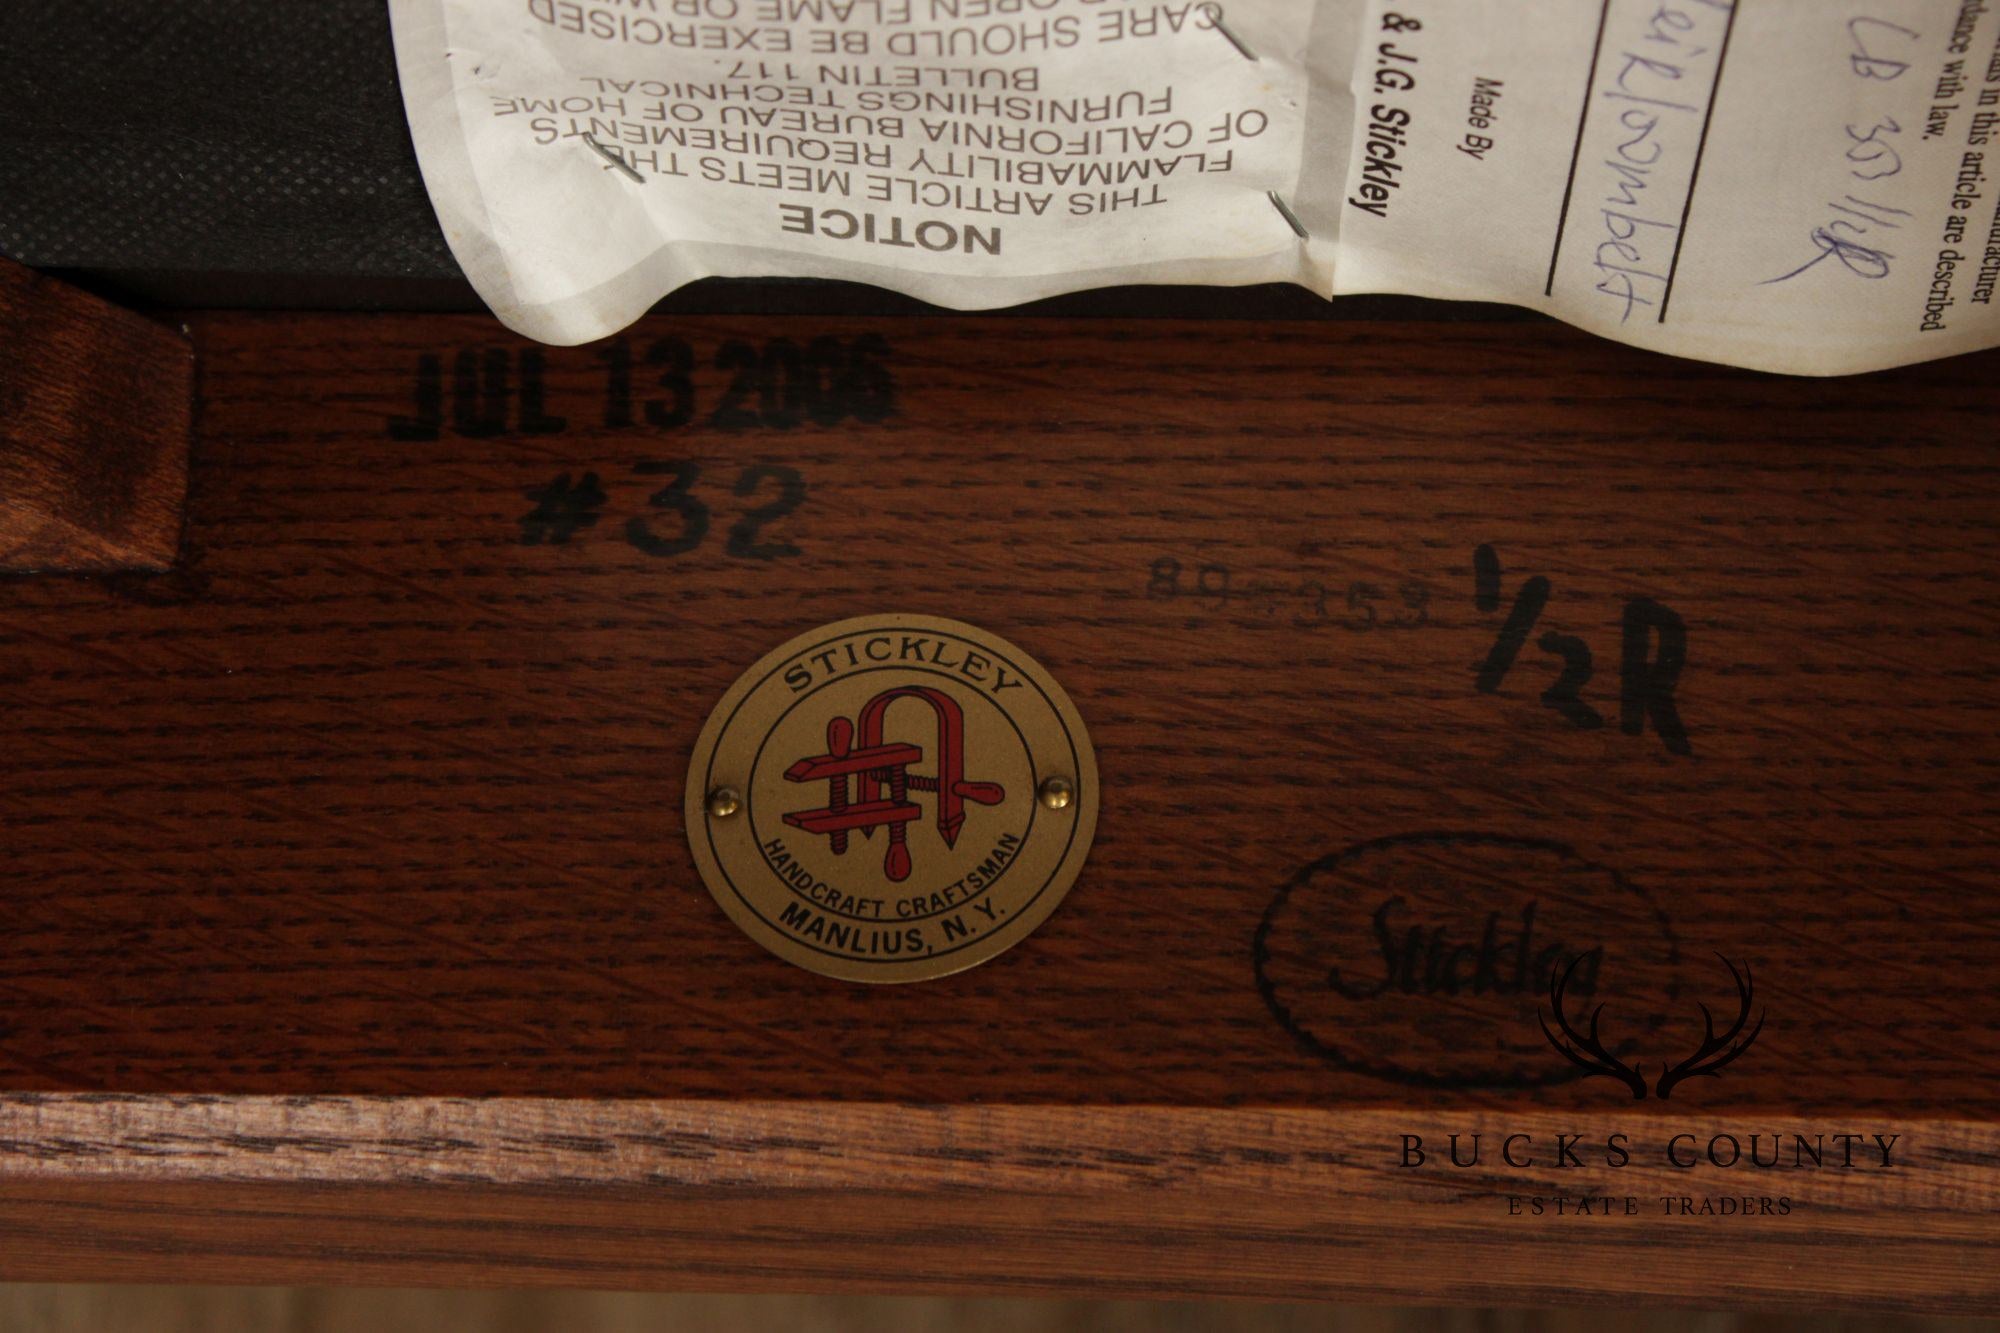 CARE SHOULD BE EXERCISED
BULLETIN 117.
FURNISHINGS TECHNICAL
OF CALIFORNIA BUREAU OF HOME
FLAMMABILITY REQUIREMENTS
THIS ARTICLE MEETS THE
NOTICE
& J.G. Stickley
Made By
dance with law.
in this article are described
JUL 13 2006
#32
1/2 R
STICKLEY
HANDCRAFT CRAFTSMAN
MANLIUS, N.Y.
Stickley
BUCKS COUNTY
ESTATE TRADERS